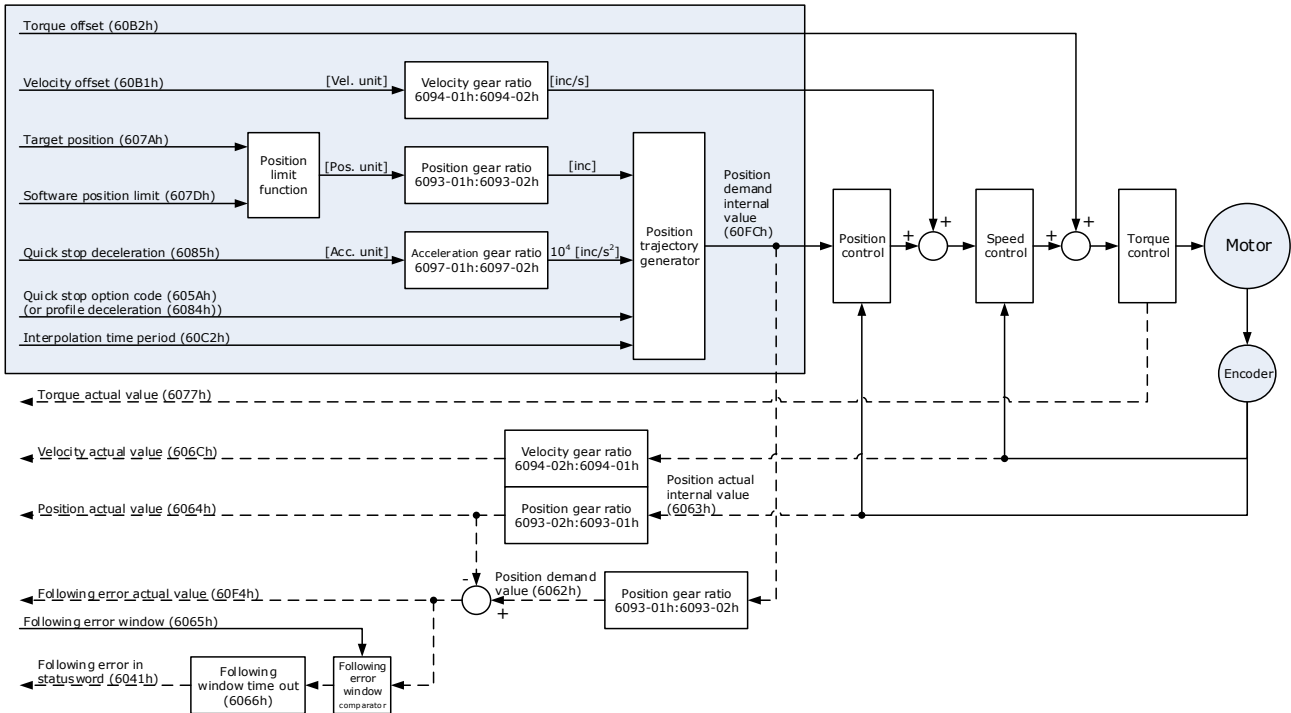 Torque offset (60B2h)
Velocity offset (60B1h)
[Vel. unit]
Velocity gear ratio
6094-01h:6094-02h
[inc/s]
Target position (607Ah)
Software position limit (607Dh)
Position
limit
function
[Pos. unit]
Position gear ratio
6093-01h:6093-02h
[inc]
Quick stop deceleration (6085h)
[Acc. unit]
Acceleration gear ratio
6097-01h:6097-02h
10⁴ [inc/s²]
Quick stop option code (605Ah)
(or profile deceleration (6084h))
Interpolation time period (60C2h)
Position
trajectory
generator
Position
demand
internal
value
(60FCh)
Position
control
+
+
Speed
control
+
+
Torque
control
Motor
Encoder
Torque actual value (6077h)
Velocity actual value (606Ch)
Velocity gear ratio
6094-02h:6094-01h
Position actual value (6064h)
Position gear ratio
6093-02h:6093-01h
Position actual
internal value
(6063h)
Following error actual value (60F4h)
-
+
Position demand
value (6062h)
Position gear ratio
6093-01h:6093-02h
Following error window (6065h)
Following error in
statusword (6041h)
Following
window time out
(6066h)
Following
error
window
comparator